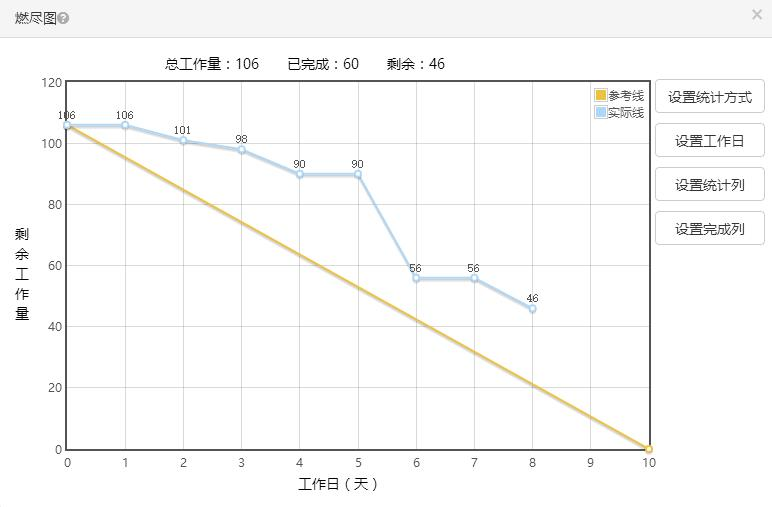 燃尽图
总工作量：106 已完成：60 剩余：46
参考线
实际线
设置统计方式
设置工作日
设置统计列
设置完成列
剩余工作量
120
100
80
60
40
20
0
106
106
101
98
90
90
56
56
46
0 1 2 3 4 5 6 7 8 9 10
工作日（天）